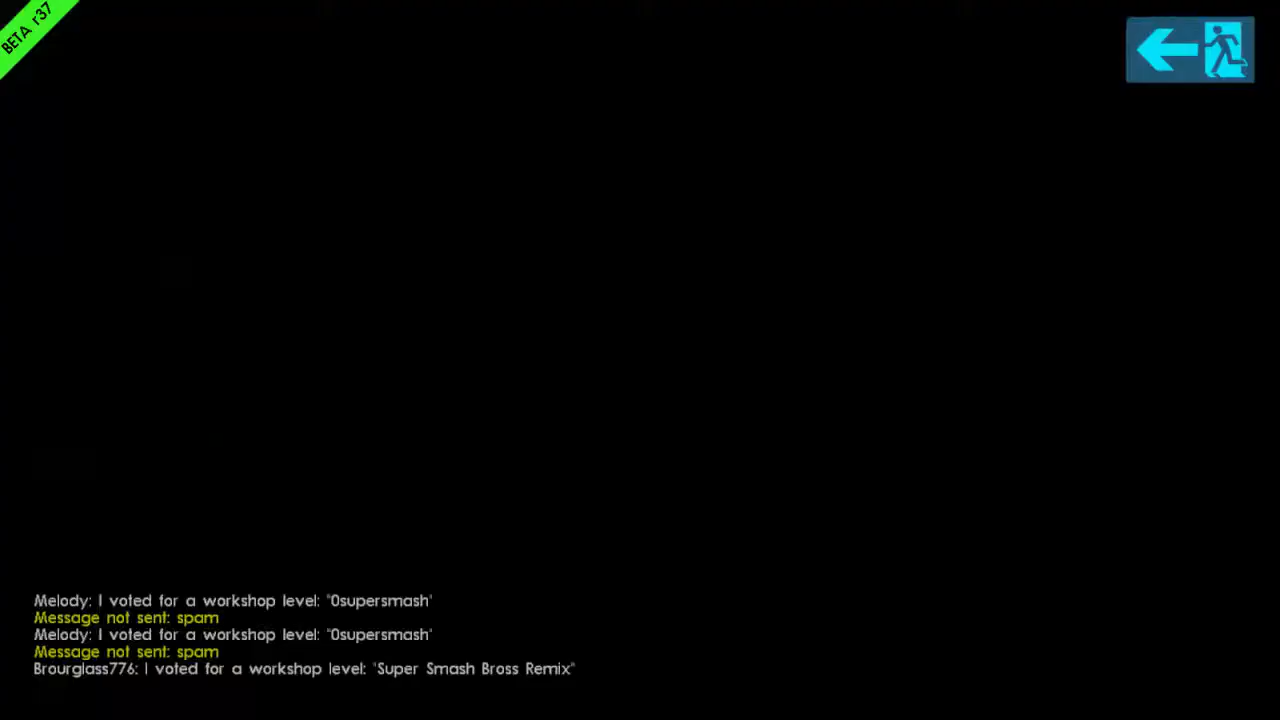 BETA r37
Melody: I voted for a workshop level: "0supersmash"
Message not sent: spam
Melody: I voted for a workshop level: "0supersmash"
Message not sent: spam
Brourglass776: I voted for a workshop level: "Super Smash Bross Remix"